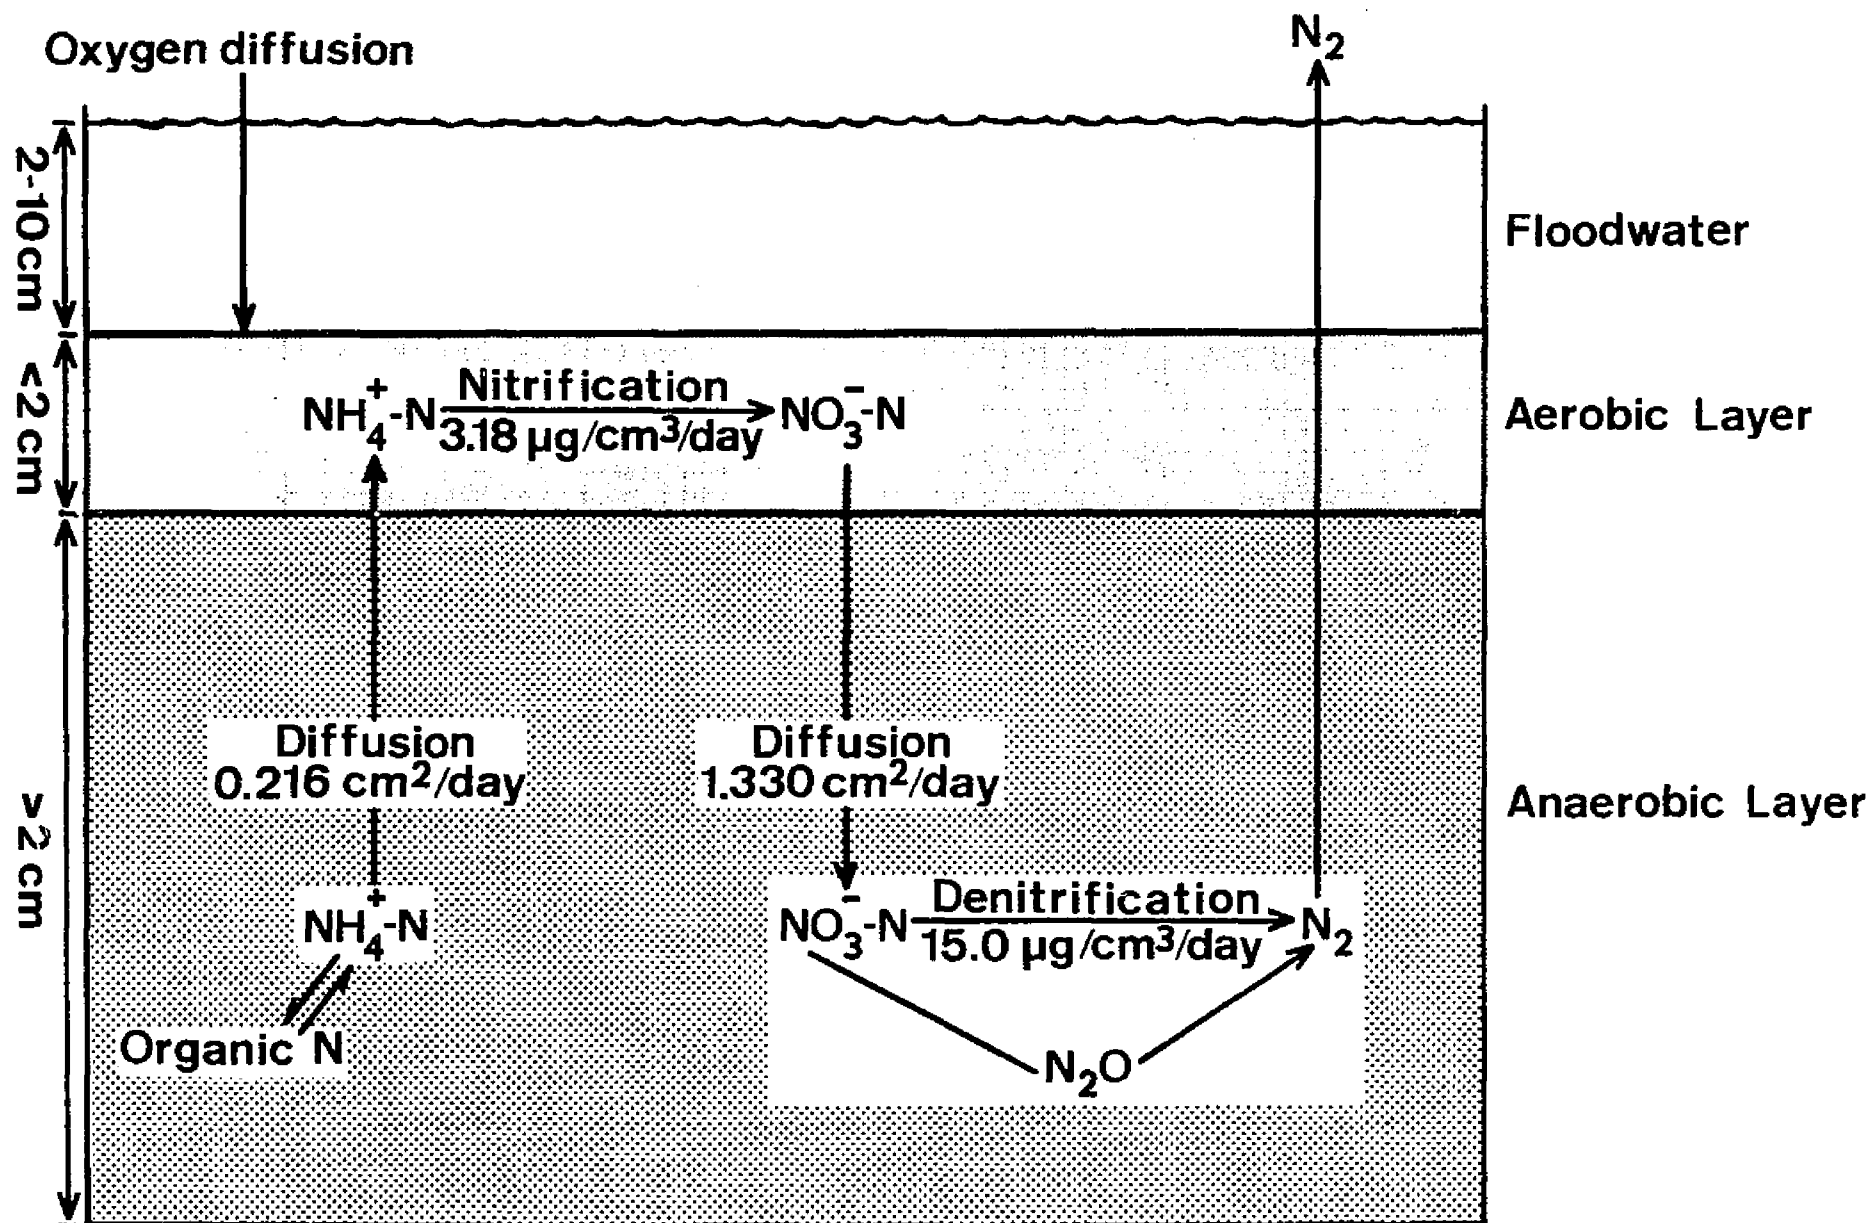 Oxygen diffusion
N₂
2-10cm
Floodwater
<2 cm
NH₄⁺-N
Nitrification
3.18 µg/cm³/day
NO₃⁻-N
Aerobic Layer
>2cm
Diffusion
0.216 cm²/day
Diffusion
1.330 cm²/day
Anaerobic Layer
NH₄⁺-N
NO₃⁻-N
Denitrification
15.0 µg/cm³/day
N₂
Organic N
N₂O